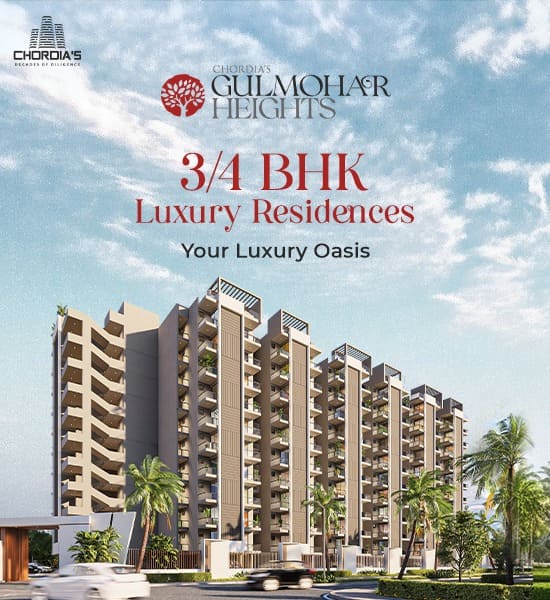 CHORDIA'S
DECADES OF DILIGENCE
CHORDIA'S
GULMOHAR
HEIGHTS
3/4 BHK
Luxury Residences
Your Luxury Oasis